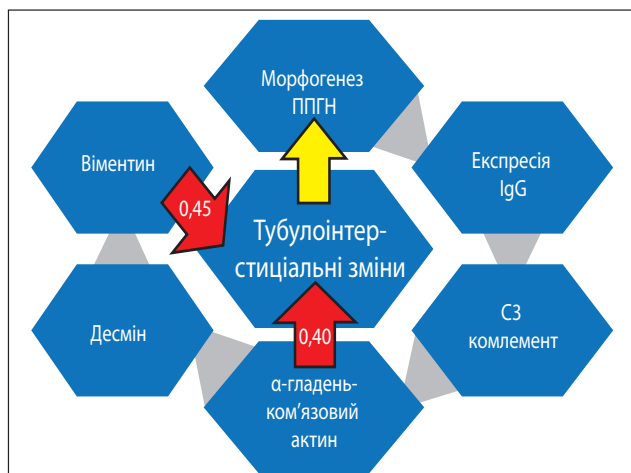 Морфогенез
ППГН
Віментин
0,45
Експресія
IgG
Тубулоінтер-
стиціальні зміни
Десмін
0,40
С3
комлемент
α-гладень-
ком’язовий
актин